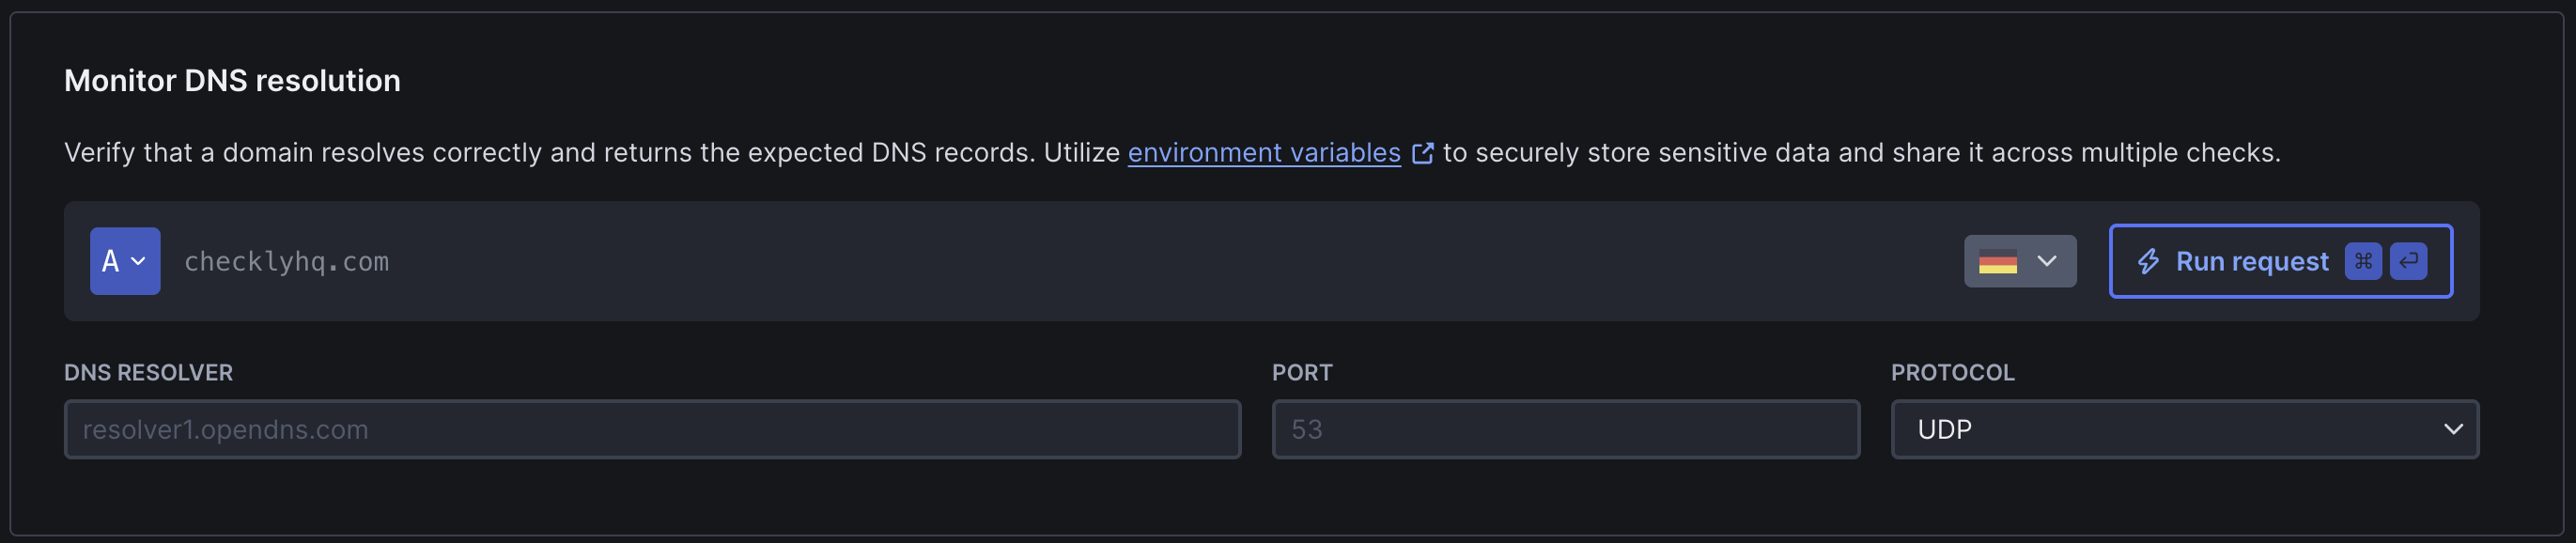 Monitor DNS resolution
Verify that a domain resolves correctly and returns the expected DNS records. Utilize environment variables to securely store sensitive data and share it across multiple checks.
A checklyhq.com Run request ⌘ ↵
DNS RESOLVER PORT PROTOCOL
resolver1.opendns.com 53 UDP